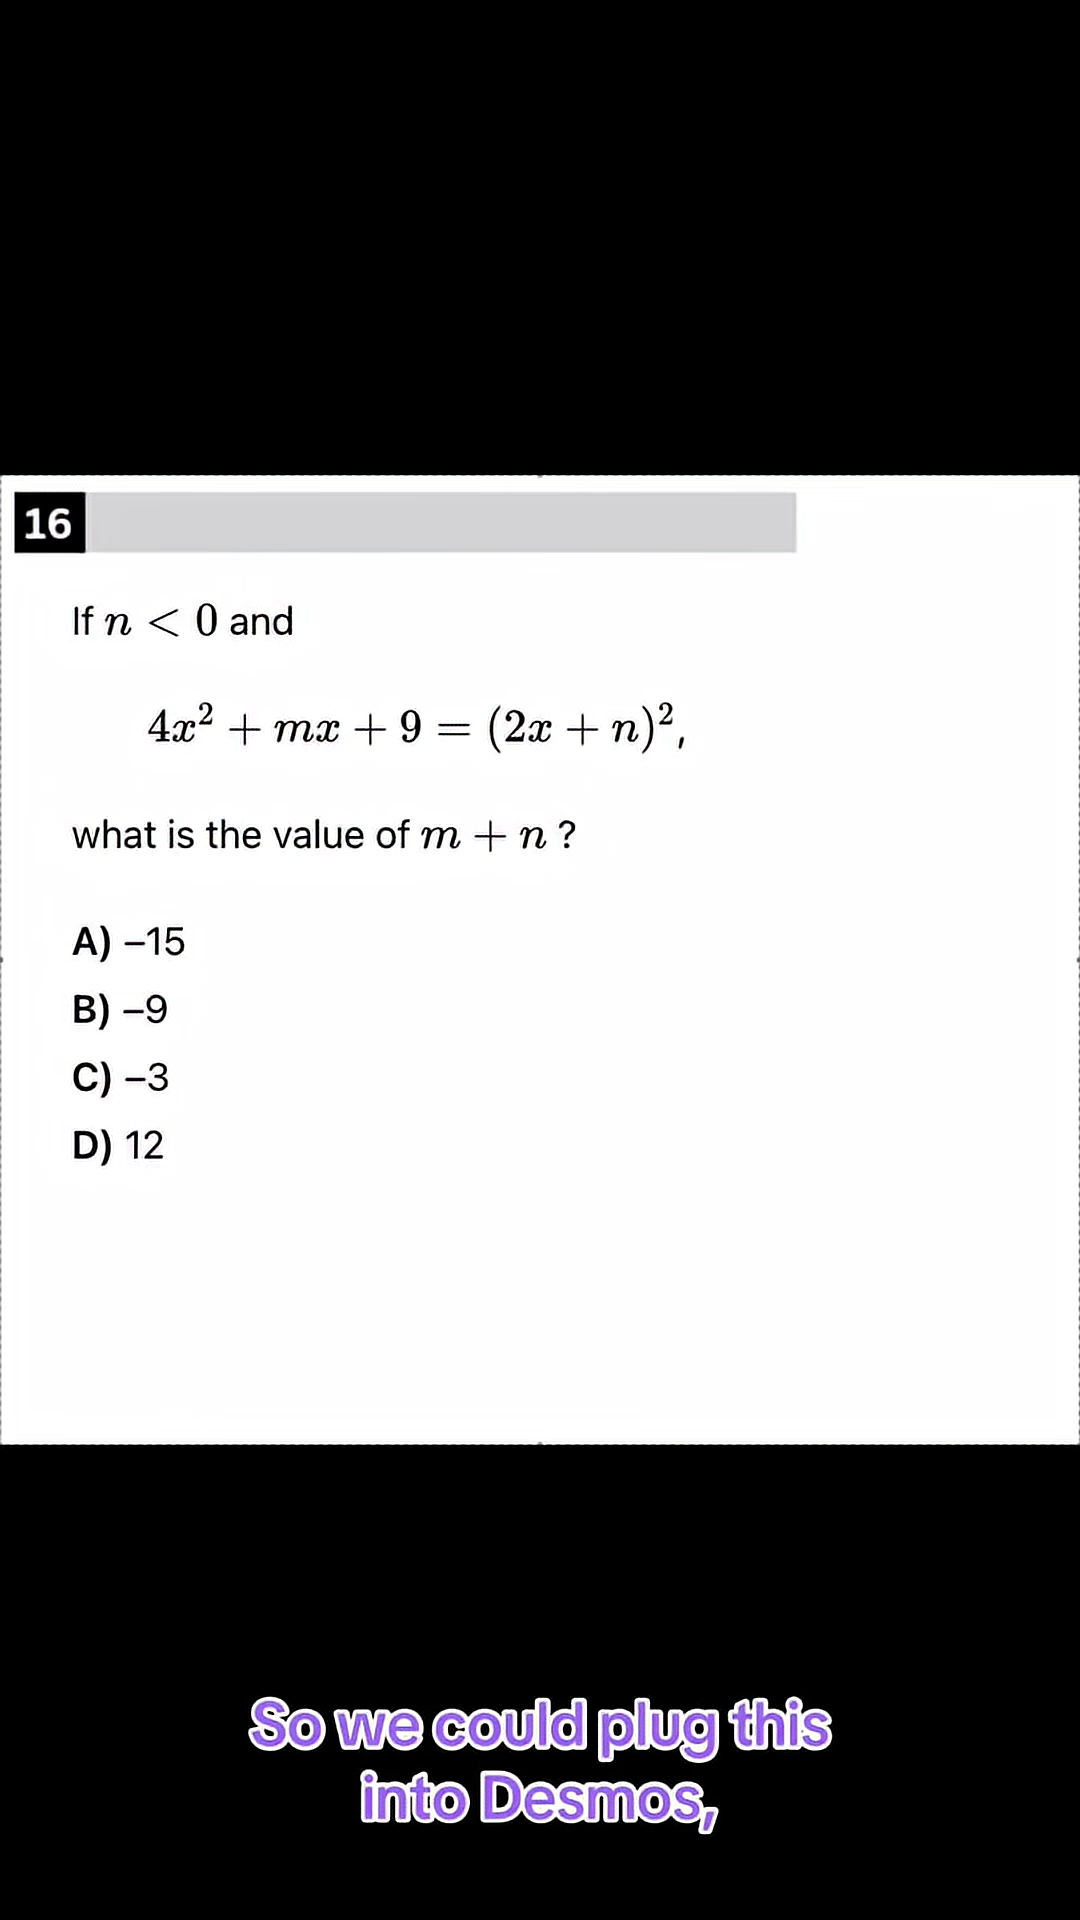 16
If n < 0 and
4x² + mx + 9 = (2x + n)²,
what is the value of m + n ?
A) –15
B) –9
C) –3
D) 12
So we could plug this
into Desmos,